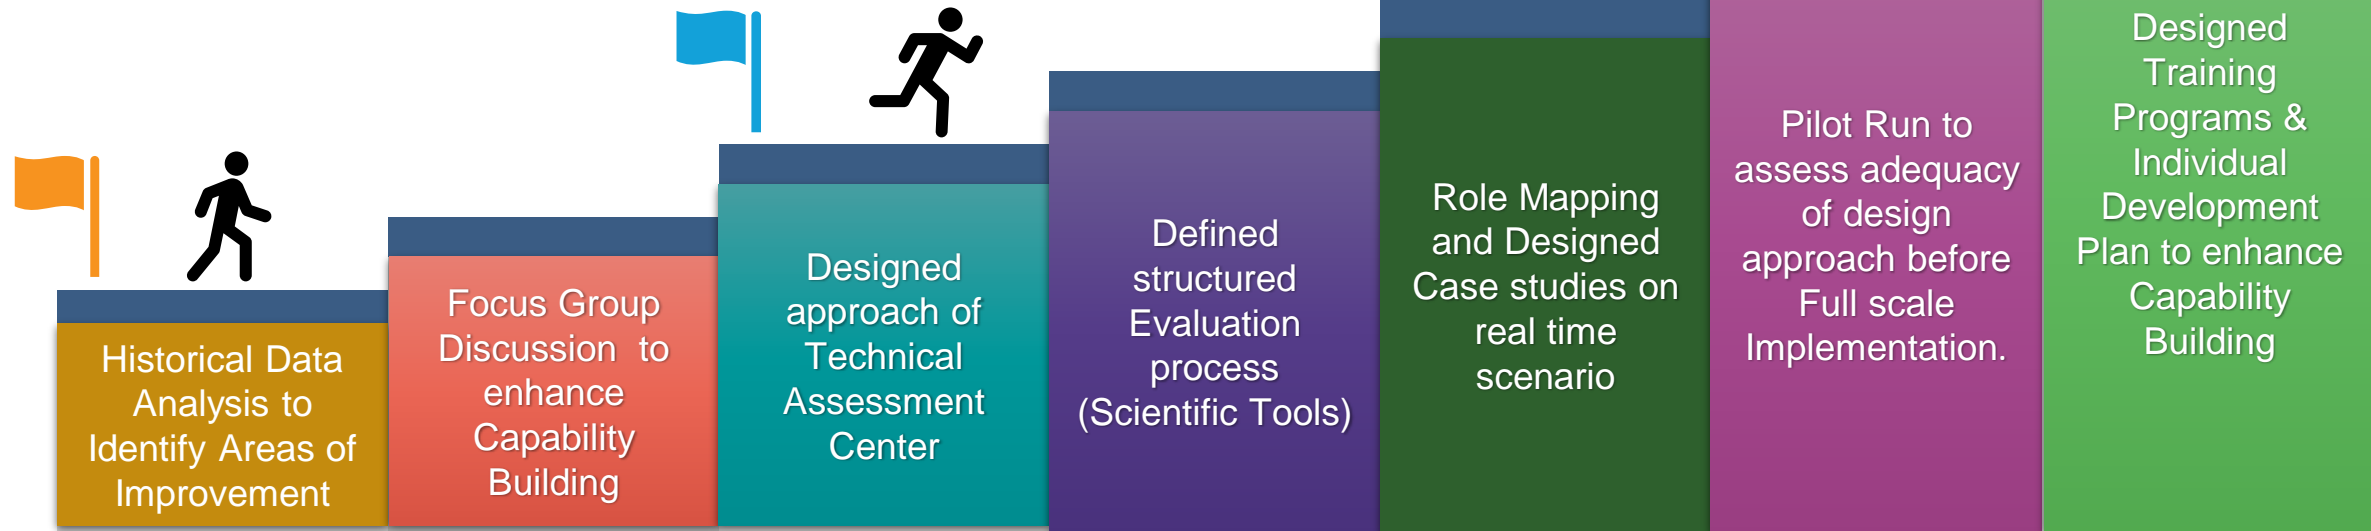 Historical Data
Analysis to
Identify Areas of
Improvement
Focus Group
Discussion  to
enhance
Capability
Building
Designed
approach of
Technical
Assessment
Center
Defined
structured
Evaluation
process
(Scientific Tools)
Role Mapping
and Designed
Case studies on
real time
scenario
Pilot Run to
assess adequacy
of design
approach before
Full scale
Implementation.
Designed
Training
Programs &
Individual
Development
Plan to enhance
Capability
Building